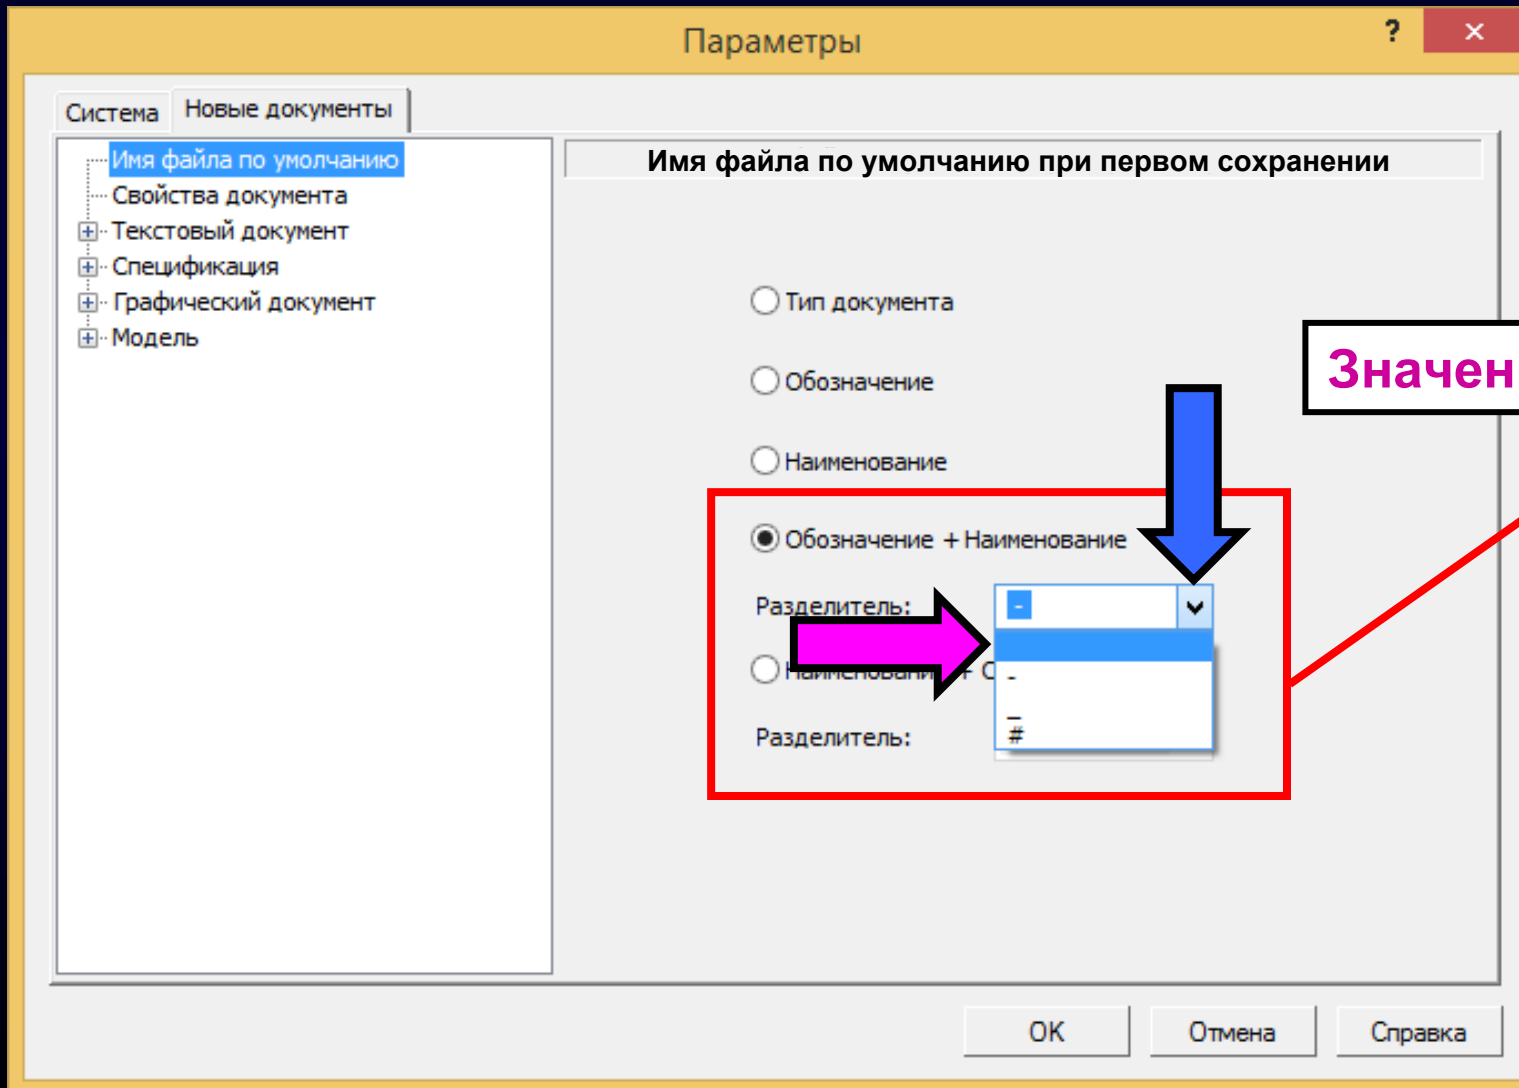 Параметры
?
Система
Новые документы
Имя файла по умолчанию
Свойства документа
Текстовый документ
Спецификация
Графический документ
Модель
Имя файла по умолчанию при первом сохранении
Тип документа
Обозначение
Значен
Наименование
Обозначение + Наименование
Разделитель:
-
Наименование + О
-
_
Разделитель:
#
OK
Отмена
Справка